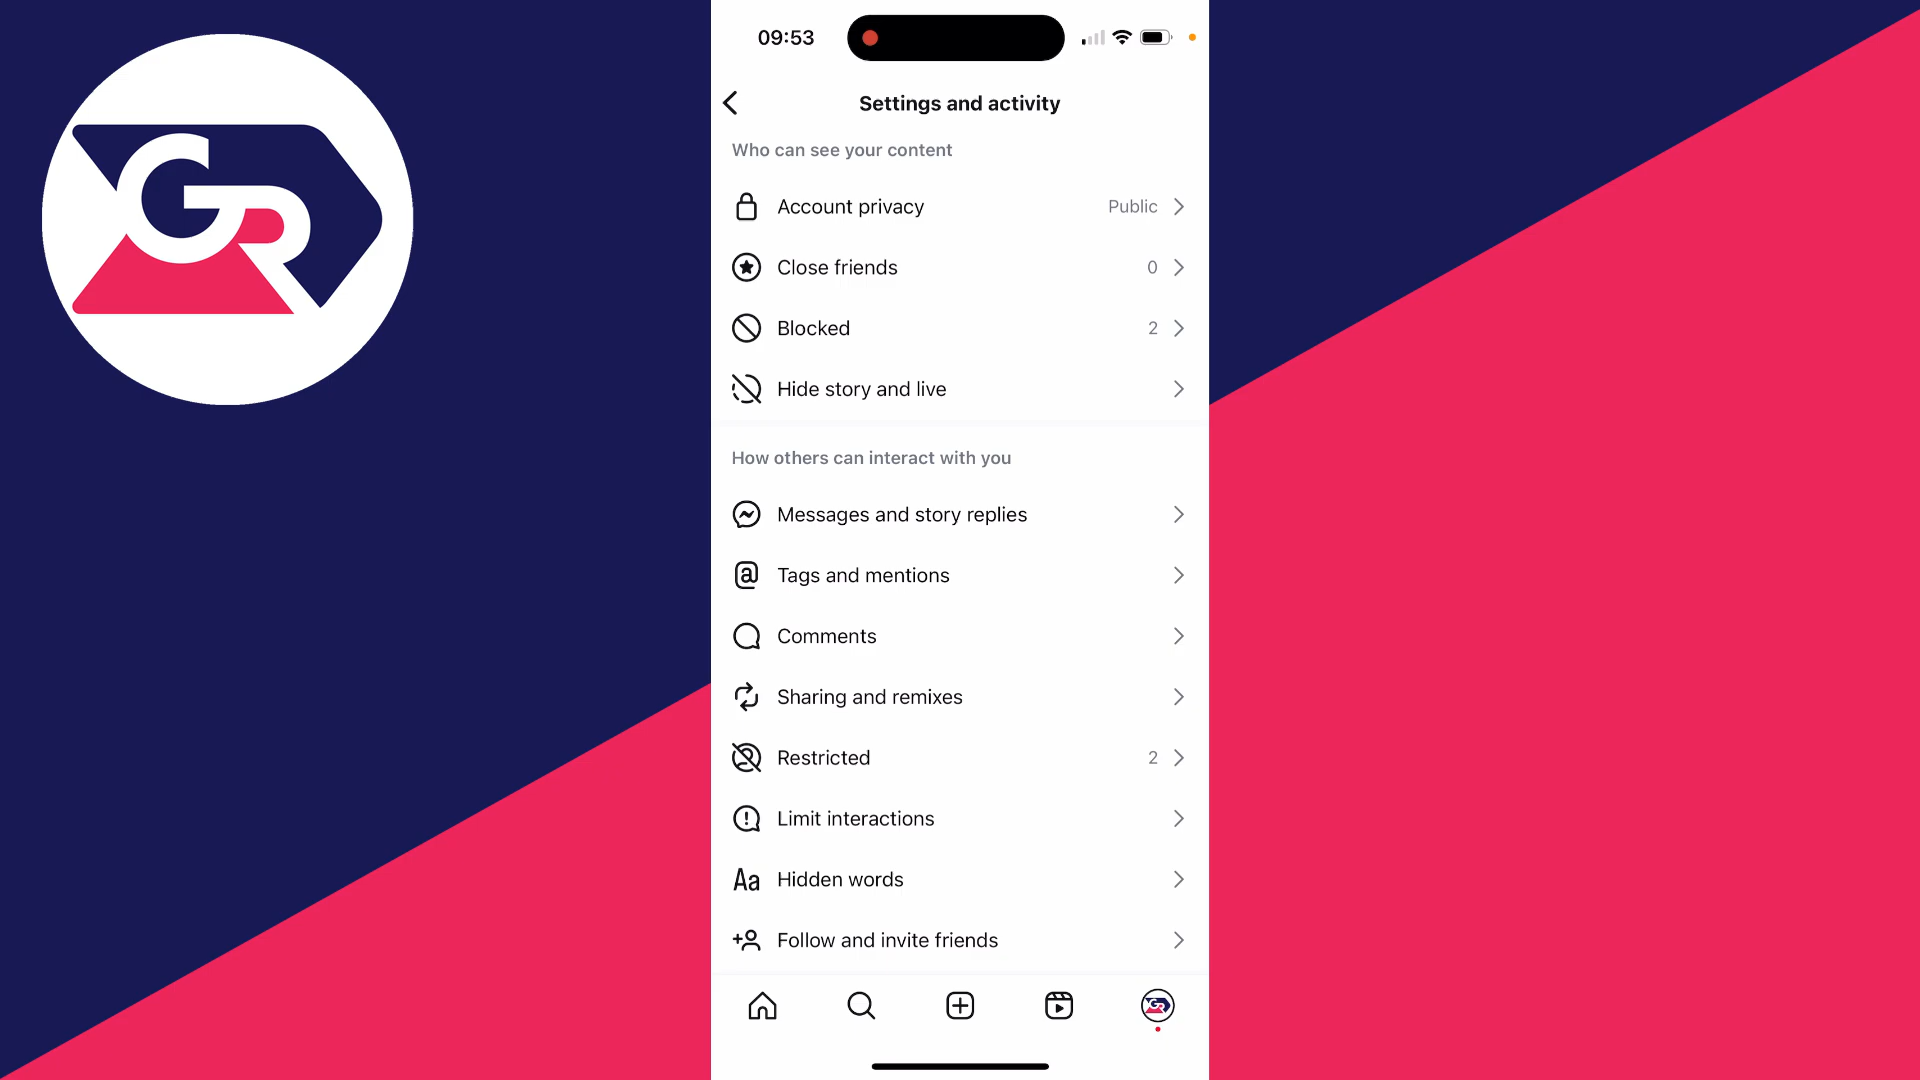 GR
09:53
Settings and activity
Who can see your content
Account privacy Public
Close friends 0
Blocked 2
Hide story and live
How others can interact with you
Messages and story replies
Tags and mentions
Comments
Sharing and remixes
Restricted 2
Limit interactions
Aa Hidden words
Follow and invite friends
GR